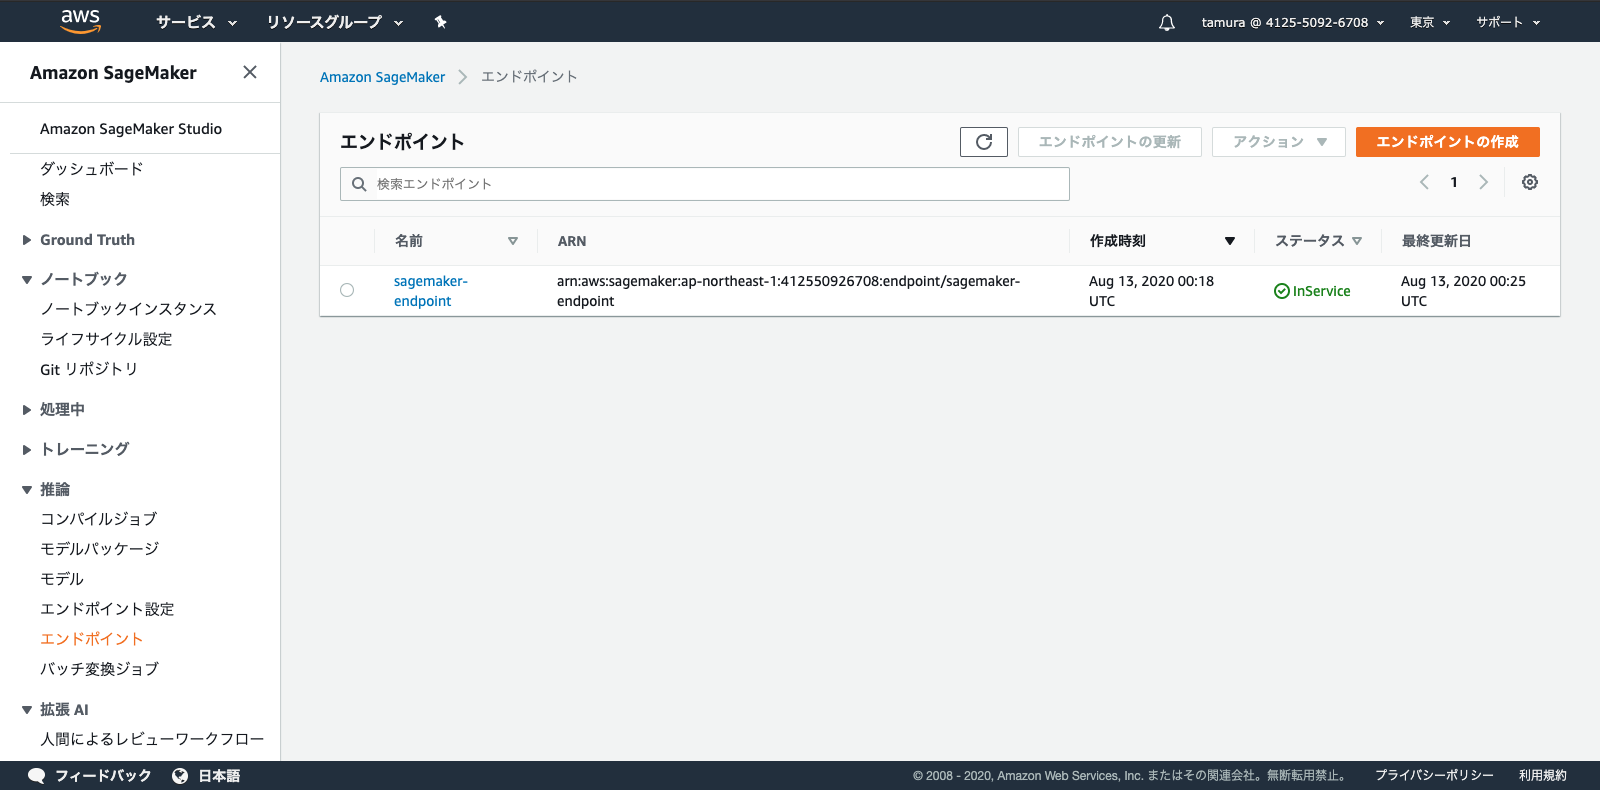 aws
サービス
リソースグループ
tamura @ 4125-5092-6708
東京
サポート
Amazon SageMaker
Amazon SageMaker Studio
ダッシュボード
検索
Ground Truth
ノートブック
ノートブックインスタンス
ライフサイクル設定
Git リポジトリ
処理中
トレーニング
推論
コンパイルジョブ
モデルパッケージ
モデル
エンドポイント設定
エンドポイント
バッチ変換ジョブ
拡張 AI
人間によるレビューワークフロー
Amazon SageMaker
エンドポイント
エンドポイント
エンドポイントの更新
アクション
エンドポイントの作成
検索エンドポイント
1
名前
ARN
作成時刻
ステータス
最終更新日
sagemaker-
endpoint
arn:aws:sagemaker:ap-northeast-1:412550926708:endpoint/sagemaker-
endpoint
Aug 13, 2020 00:18
UTC
InService
Aug 13, 2020 00:25
UTC
フィードバック
日本語
© 2008 - 2020, Amazon Web Services, Inc. またはその関連会社。無断転用禁止。
プライバシーポリシー
利用規約